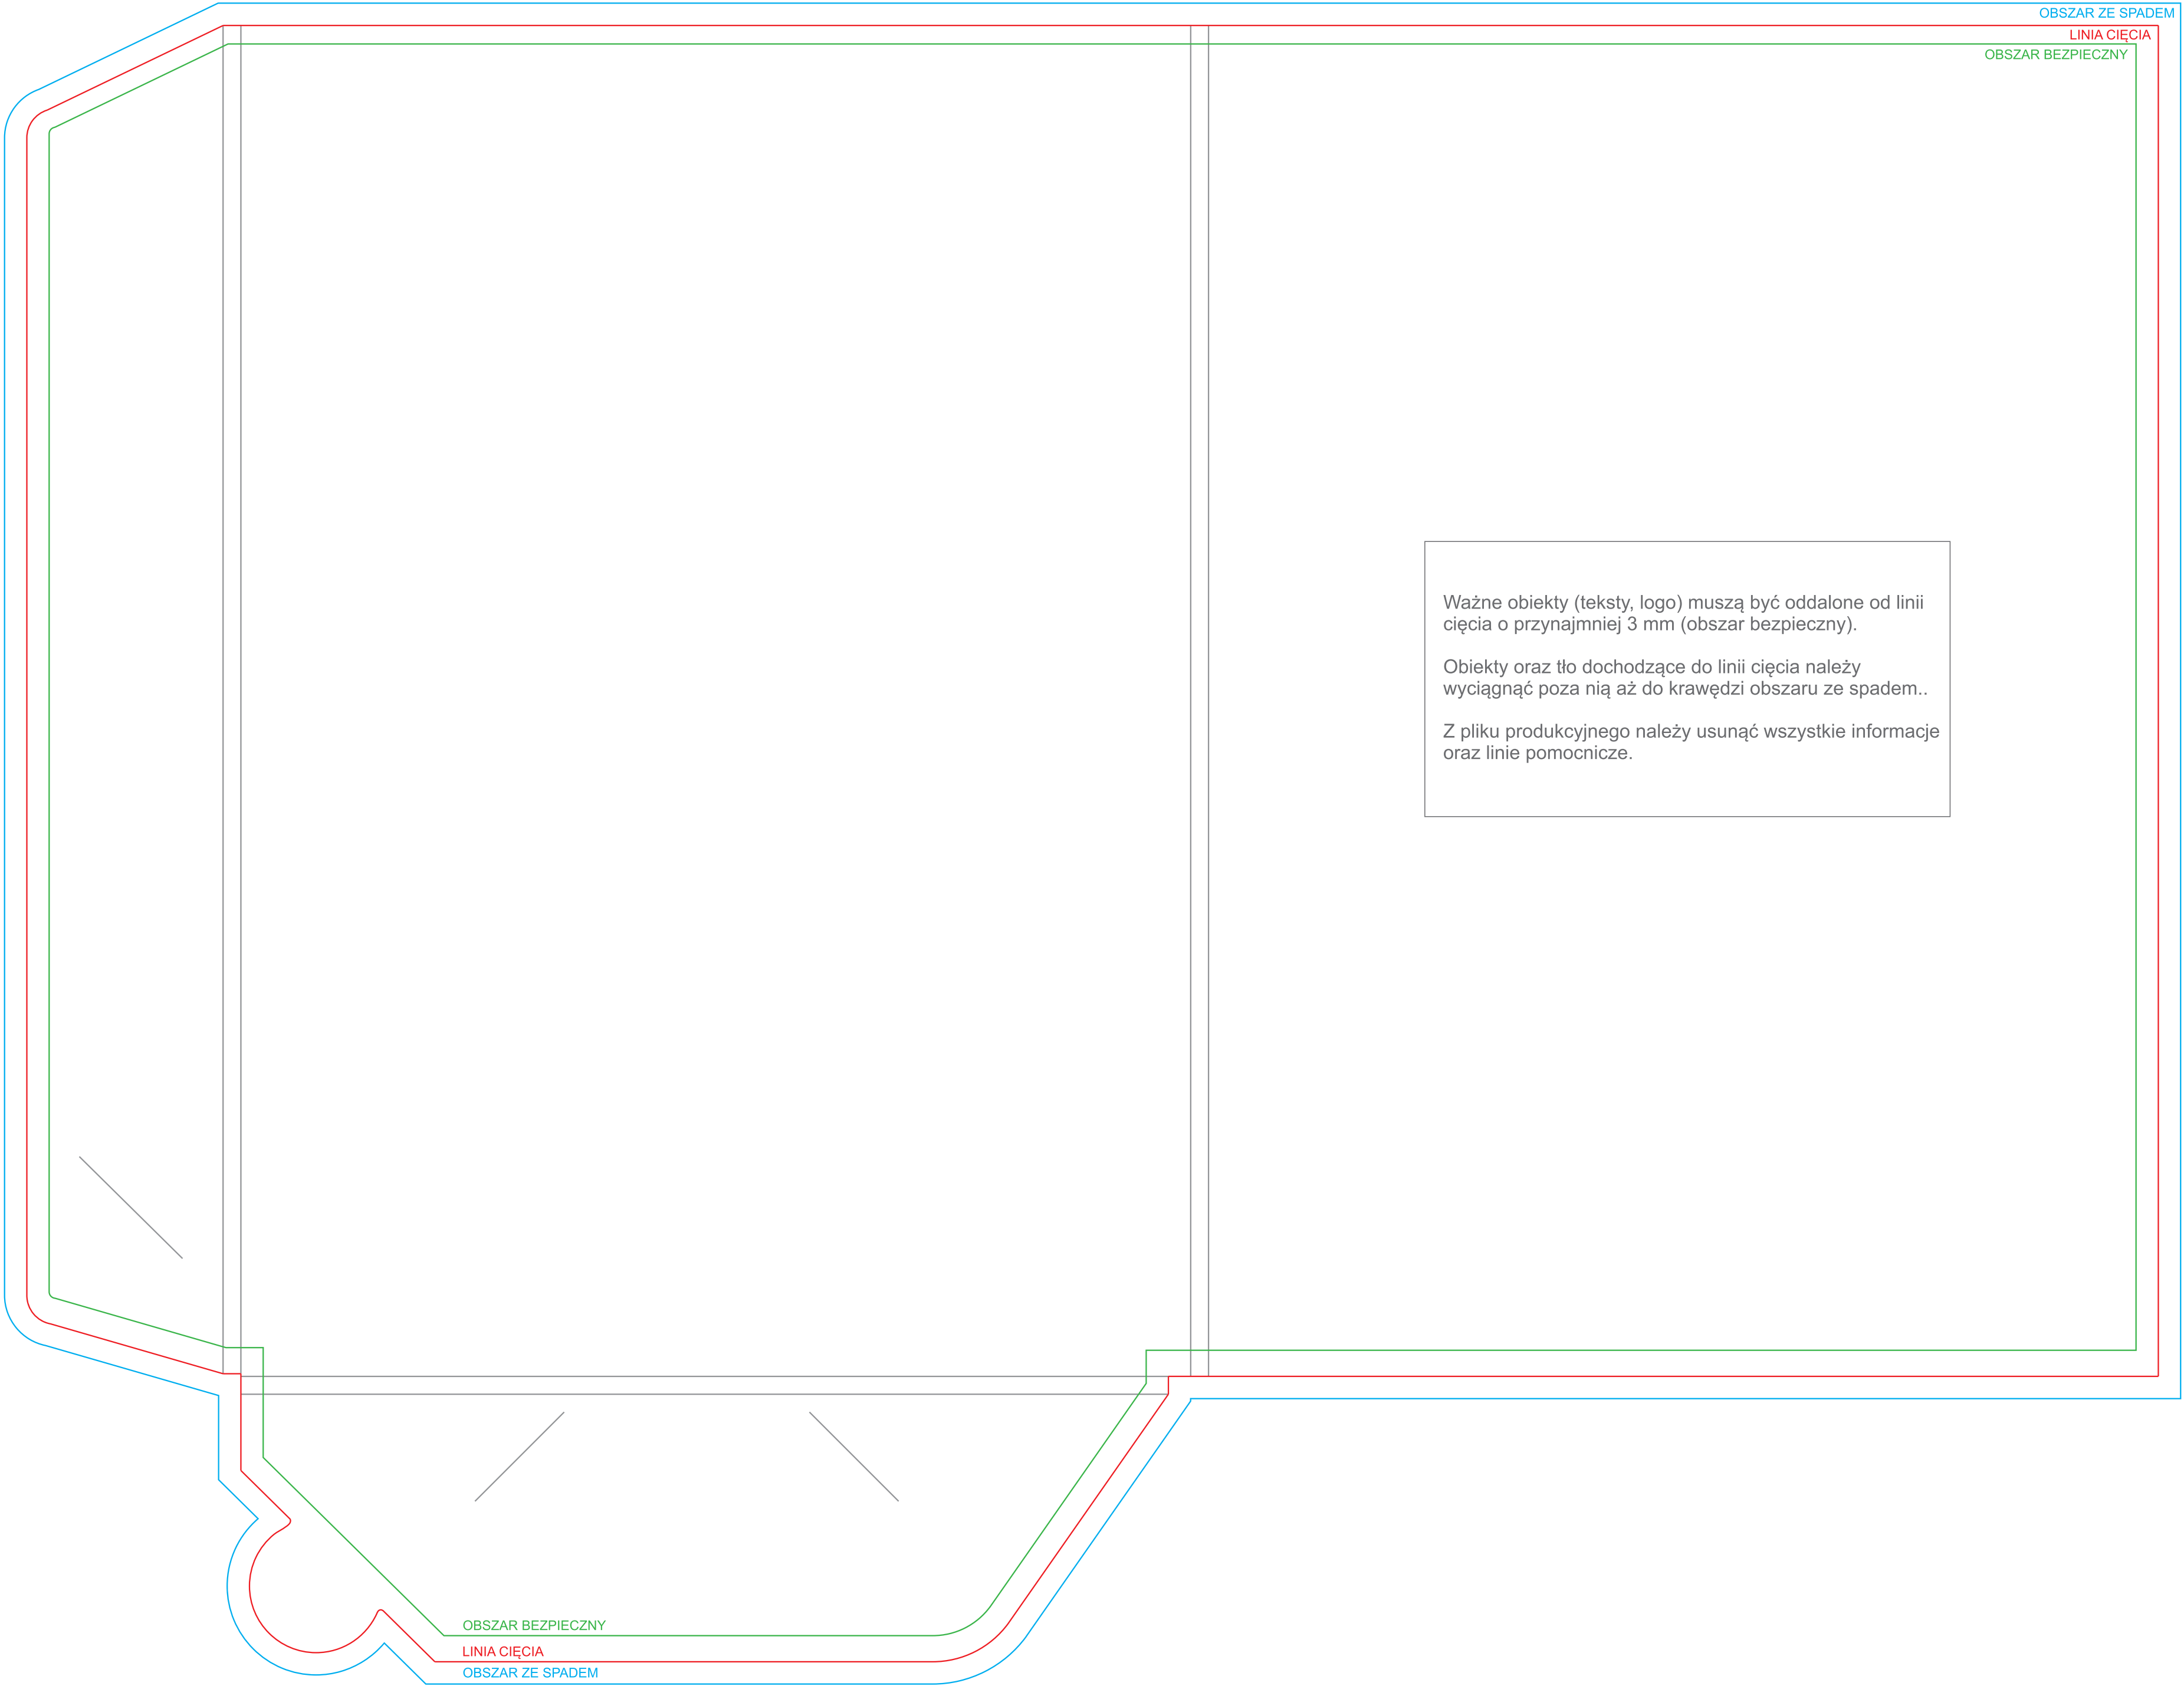 OBSZAR ZE SPADEM
LINIA CIĘCIA
OBSZAR BEZPIECZNY
Ważne obiekty (teksty, logo) muszą być oddalone od linii
cięcia o przynajmniej 3 mm (obszar bezpieczny).
Obiekty oraz tło dochodzące do linii cięcia należy
wyciągnąć poza nią aż do krawędzi obszaru ze spadem..
Z pliku produkcyjnego należy usunąć wszystkie informacje
oraz linie pomocnicze.
OBSZAR BEZPIECZNY
LINIA CIĘCIA
OBSZAR ZE SPADEM